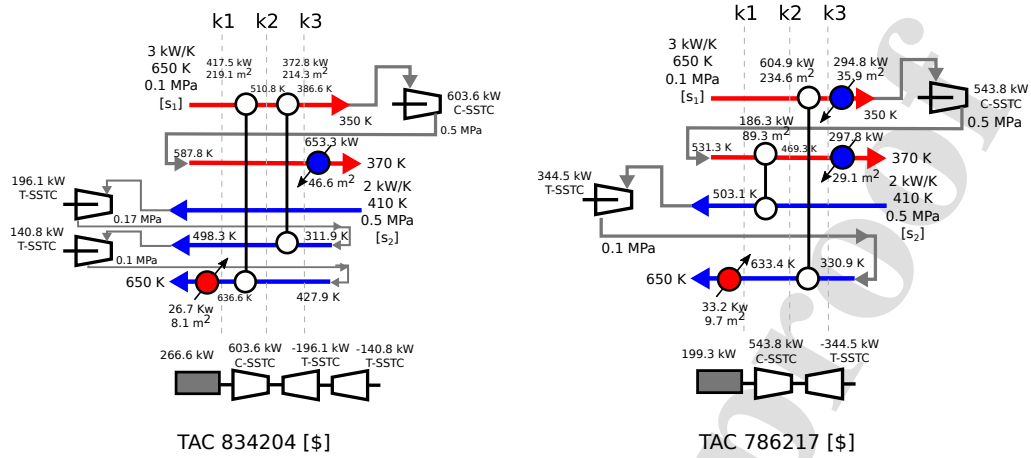 k1 k2 k3
3 kW/K
650 K
0.1 MPa
[s1]
417.5 kW
219.1 m2
510.8 K
372.8 kW
214.3 m2
386.6 K
350 K
603.6 kW
C-SSTC
0.5 MPa
587.8 K
653.3 kW
46.6 m2
370 K
196.1 kW
T-SSTC
0.17 MPa
2 kW/K
410 K
0.5 MPa
[s2]
140.8 kW
T-SSTC
0.1 MPa
498.3 K
311.9 K
650 K
636.6 K
427.9 K
26.7 Kw
8.1 m2
266.6 kW
603.6 kW
C-SSTC
-196.1 kW
T-SSTC
-140.8 kW
T-SSTC
TAC 834204 [$]
k1 k2 k3
3 kW/K
650 K
0.1 MPa
[s1]
604.9 kW
234.6 m2
294.8 kW
35.9 m2
350 K
543.8 kW
C-SSTC
0.5 MPa
531.3 K
186.3 kW
89.3 m2
469.3 K
297.8 kW
29.1 m2
370 K
344.5 kW
T-SSTC
503.1 K
2 kW/K
410 K
0.5 MPa
[s2]
0.1 MPa
650 K
633.4 K
330.9 K
33.2 Kw
9.7 m2
199.3 kW
543.8 kW
C-SSTC
-344.5 kW
T-SSTC
TAC 786217 [$]
proof